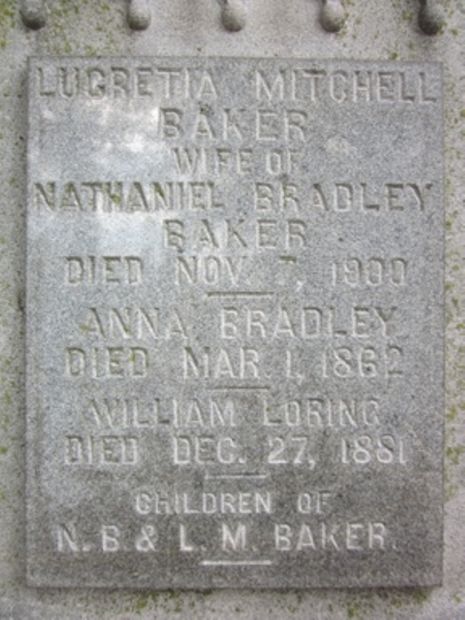 LUCRETIA MITCHELL
BAKER
WIFE OF
NATHANIEL BRADLEY
BAKER
DIED NOV. 7, 1900
ANNA BRADLEY
DIED MAR. 1, 1862
WILLIAM LORING
DIED DEC. 27, 1881
CHILDREN OF
N. B. & L. M. BAKER.